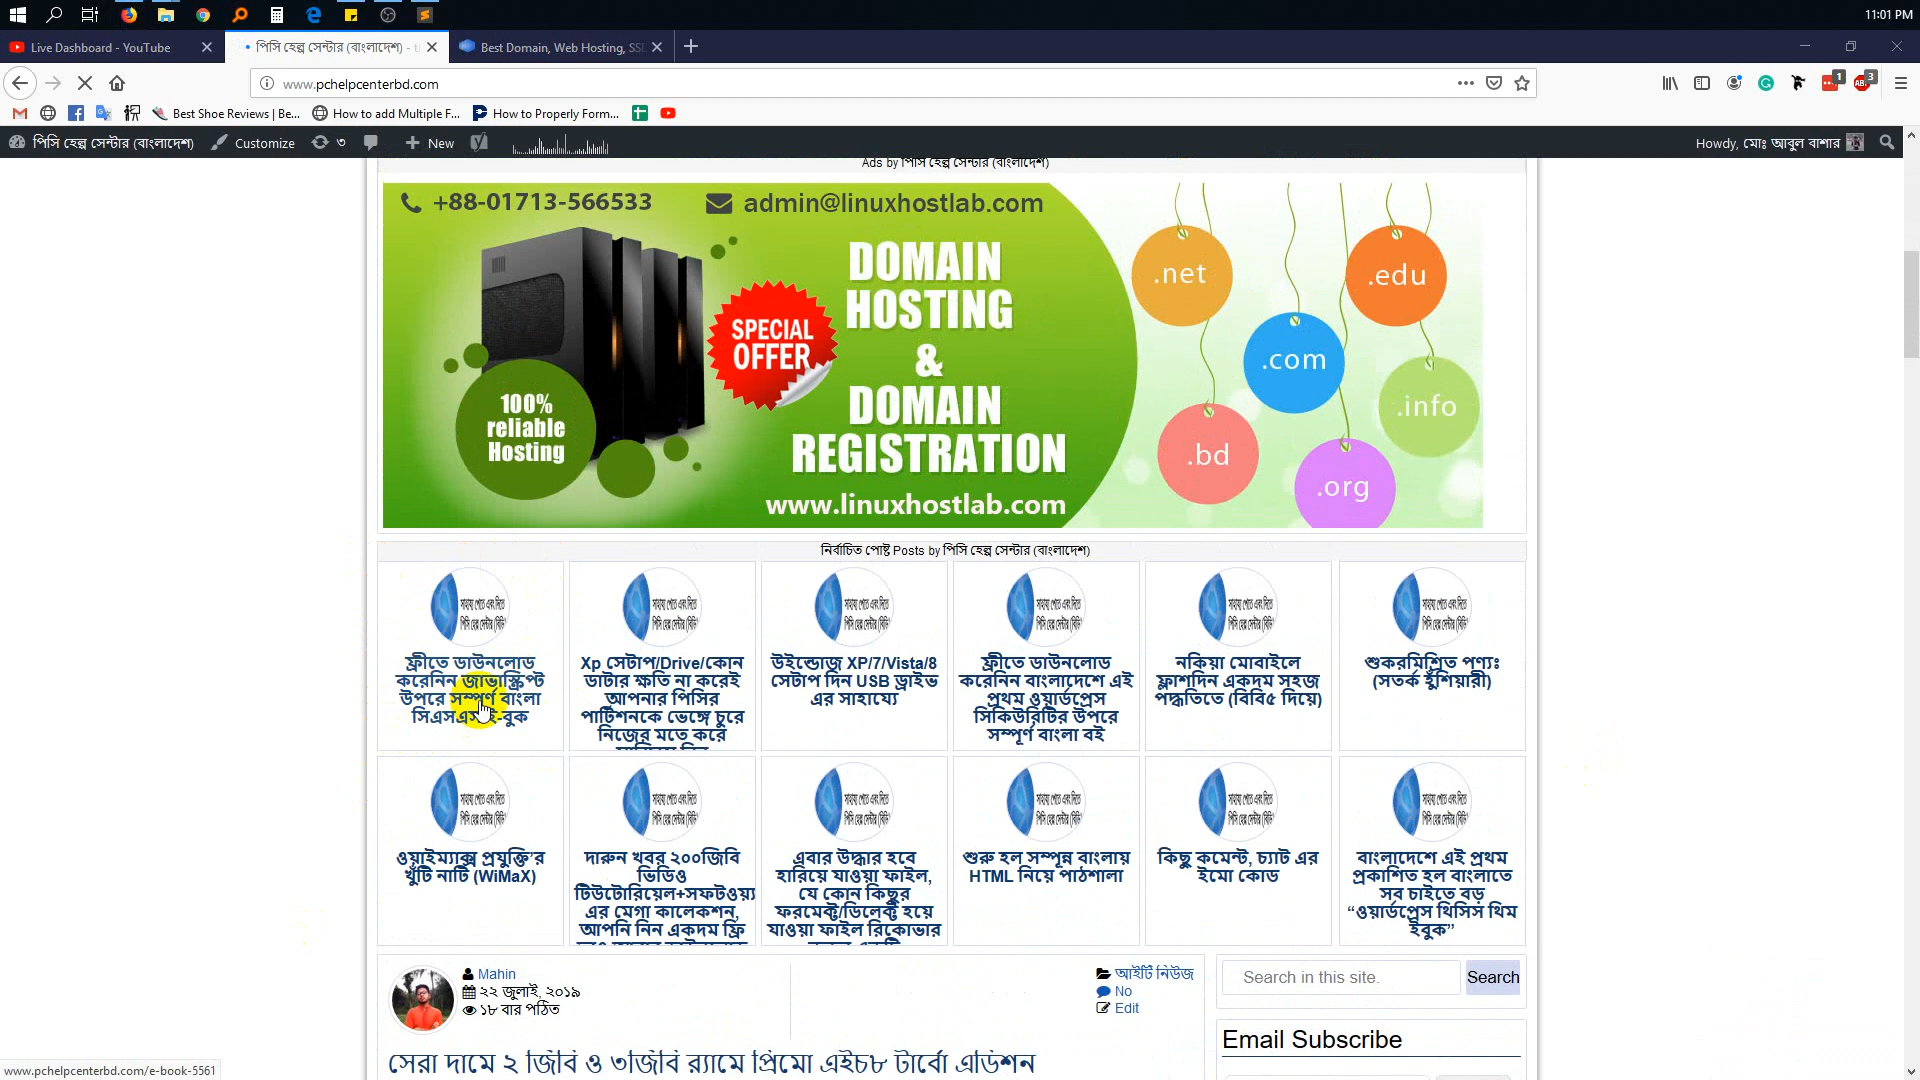 11:01 PM
Live Dashboard - YouTube
পিসি হেল্প সেন্টার (বাংলাদেশ) - t
Best Domain, Web Hosting, SSL
www.pchelpcenterbd.com
1
3
Best Shoe Reviews | Be...
How to add Multiple F...
How to Properly Form...
পিসি হেল্প সেন্টার (বাংলাদেশ)
Customize
৩
New
Howdy, মোঃ আবুল বাশার
Ads by পিসি হেল্প সেন্টার (বাংলাদেশ)
+88-01713-566533
admin@linuxhostlab.com
DOMAIN
HOSTING
&
DOMAIN
REGISTRATION
www.linuxhostlab.com
SPECIAL
OFFER
100%
reliable
Hosting
.net
.edu
.com
.info
.bd
.org
নির্বাচিত পোষ্ট Posts by পিসি হেল্প সেন্টার (বাংলাদেশ)
ফ্রীতে ডাউনলোড
করেনিন জাভাস্ক্রিপ্ট
উপরে সম্পূর্ণ বাংলা
সিএসএস ই-বুক
Xp সেটাপ/Drive/কোন
ডাটার ক্ষতি না করেই
আপনার পিসির
পার্টিশনকে ভেঙ্গে চুরে
নিজের মতে করে
উইন্ডোজ XP/7/Vista/8
সেটাপ দিন USB ড্রাইভ
এর সাহায্যে
ফ্রীতে ডাউনলোড
করেনিন বাংলাদেশে এই
প্রথম ওয়ার্ডপ্রেস
সিকিউরিটির উপরে
সম্পূর্ণ বাংলা বই
নকিয়া মোবাইলে
ফ্লাশদিন একদম সহজ
পদ্ধতিতে (বিবি৫ দিয়ে)
শুকরমিশ্রিত পণ্যঃ
(সতর্ক হুঁশিয়ারী)
ওয়াইম্যাক্স প্রযুক্তি’র
খুঁটি নাটি (WiMaX)
দারুন খবর ২০০জিবি
ভিডিও
টিউটোরিয়েল+সফটওয়্য
এর মেগা কালেকশন,
আপনি নিন একদম ফ্রি
এবার উদ্ধার হবে
হারিয়ে যাওয়া ফাইল,
যে কোন কিছুর
ফরমেক্ট/ডিলেক্ট হয়ে
যাওয়া ফাইল রিকোভার
শুরু হল সম্পূন্ন বাংলায়
HTML নিয়ে পাঠশালা
কিছু কমেন্ট, চ্যাট এর
ইমো কোড
বাংলাদেশে এই প্রথম
প্রকাশিত হল বাংলাতে
সব চাইতে বড়
“ওয়ার্ডপ্রেস থিসিস থিম
ইবুক”
Mahin
২২ জুলাই, ২০১৯
১৮ বার পঠিত
আইটি নিউজ
No
Edit
Search in this site.
Search
Email Subscribe
সেরা দামে ২ জিবি ও ৩জিবি র‍্যামে প্রিমো এইচ৮ টার্বো এডিশন
www.pchelpcenterbd.com/e-book-5561